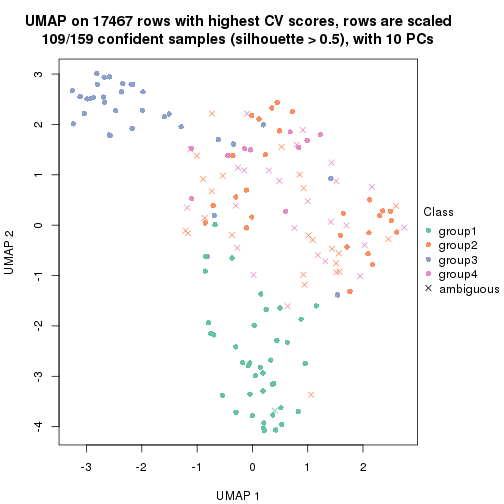 UMAP on 17467 rows with highest CV scores, rows are scaled
109/159 confident samples (silhouette > 0.5), with 10 PCs
UMAP 2
3
2
1
0
-1
-2
-3
-4
-3
-2
-1
0
1
2
UMAP 1
Class
group1
group2
group3
group4
ambiguous